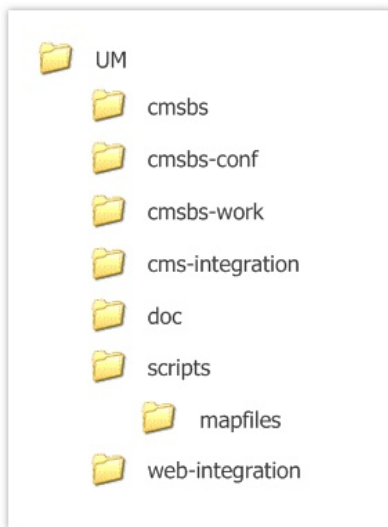 UM
cmsbs
cmsbs-conf
cmsbs-work
cms-integration
doc
scripts
mapfiles
web-integration